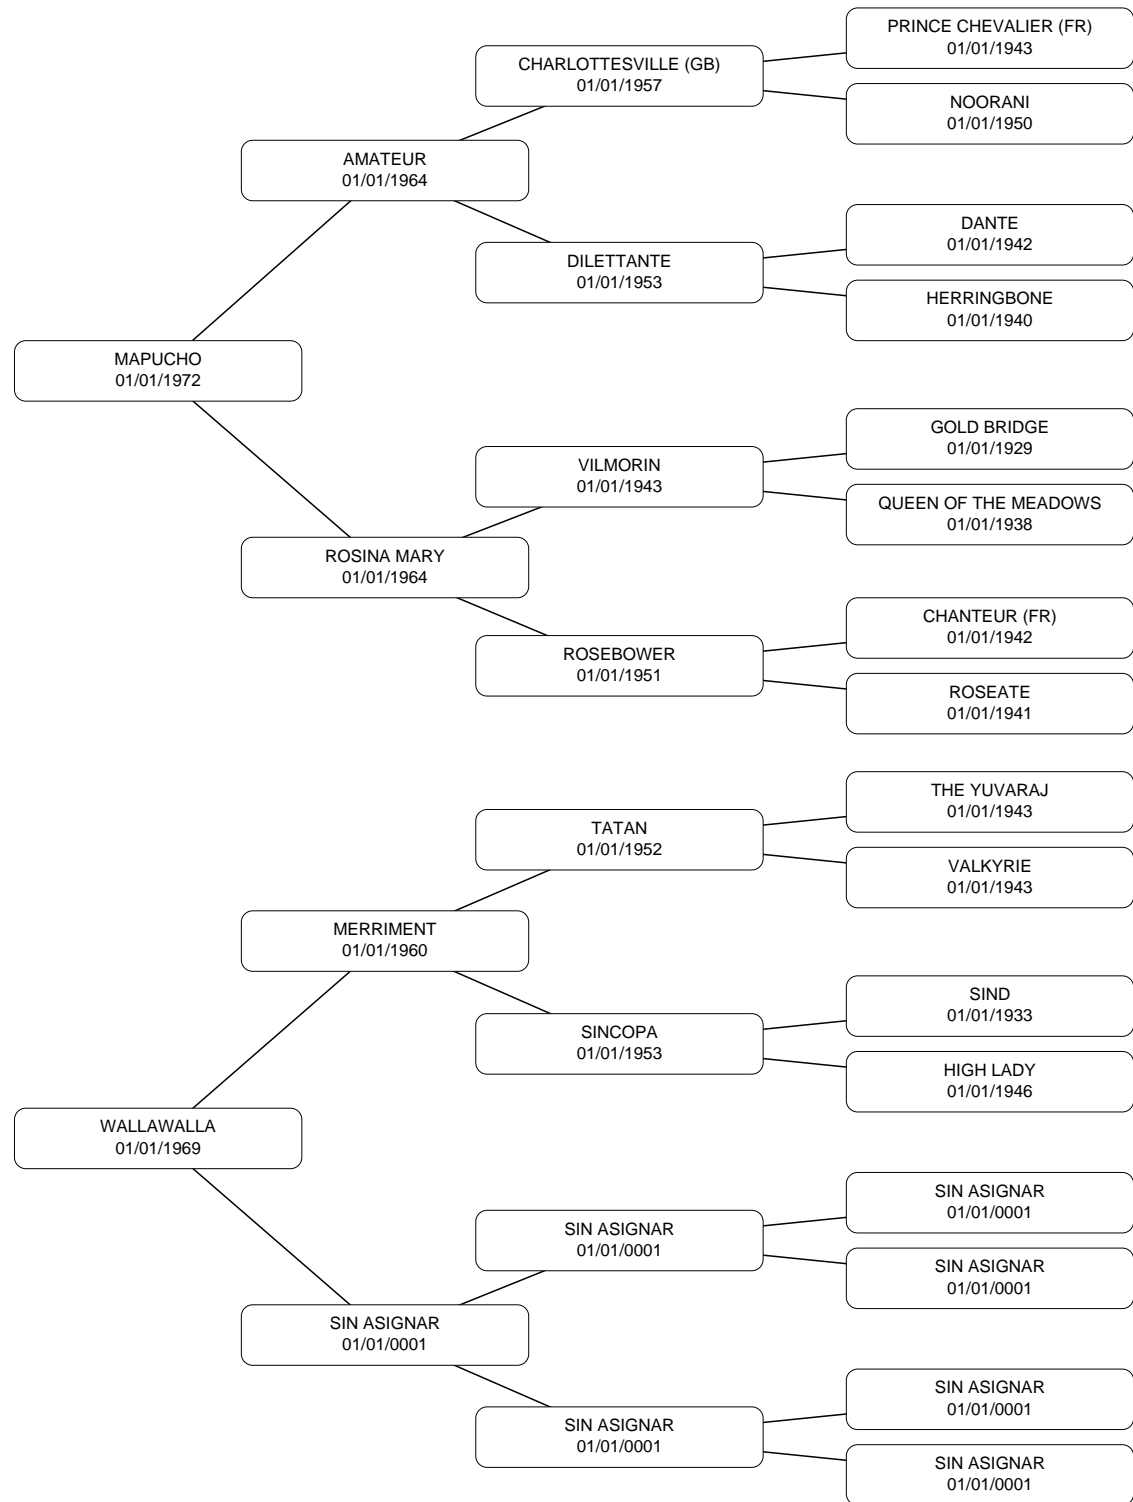 PRINCE CHEVALIER (FR)
01/01/1943
CHARLOTTESVILLE (GB)
01/01/1957
NOORANI
01/01/1950
AMATEUR
01/01/1964
DANTE
01/01/1942
DILETTANTE
01/01/1953
HERRINGBONE
01/01/1940
MAPUCHO
01/01/1972
GOLD BRIDGE
01/01/1929
VILMORIN
01/01/1943
QUEEN OF THE MEADOWS
01/01/1938
ROSINA MARY
01/01/1964
CHANTEUR (FR)
01/01/1942
ROSEBOWER
01/01/1951
ROSEATE
01/01/1941
THE YUVARAJ
01/01/1943
TATAN
01/01/1952
VALKYRIE
01/01/1943
MERRIMENT
01/01/1960
SIND
01/01/1933
SINCOPA
01/01/1953
HIGH LADY
01/01/1946
WALLAWALLA
01/01/1969
SIN ASIGNAR
01/01/0001
SIN ASIGNAR
01/01/0001
SIN ASIGNAR
01/01/0001
SIN ASIGNAR
01/01/0001
SIN ASIGNAR
01/01/0001
SIN ASIGNAR
01/01/0001
SIN ASIGNAR
01/01/0001